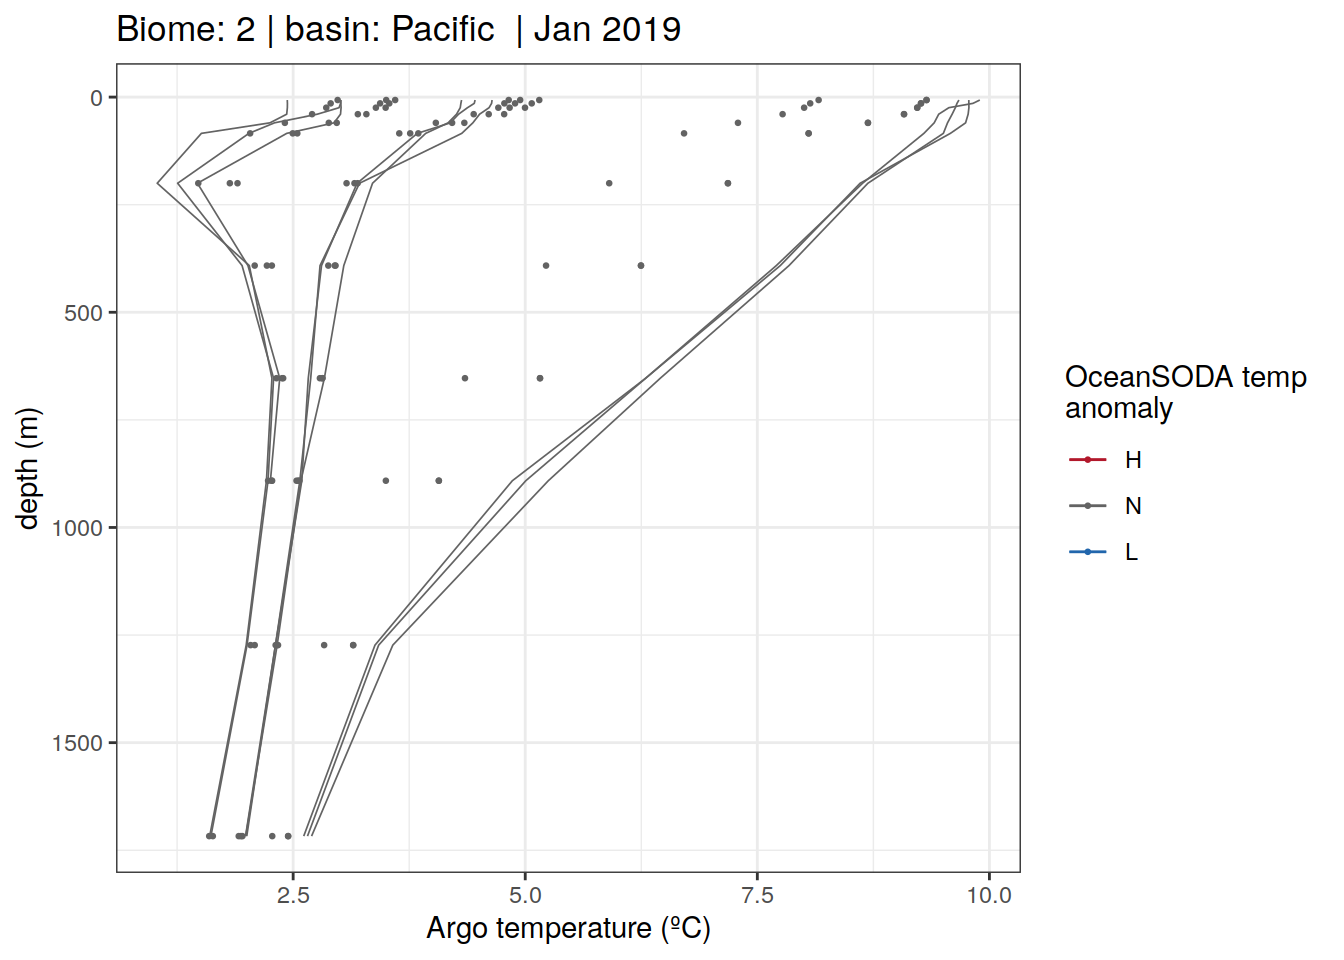 Biome: 2 | basin: Pacific  | Jan 2019
0
500
1000
1500
depth (m)
2.5
5.0
7.5
10.0
Argo temperature (ºC)
OceanSODA temp
anomaly
H
N
L